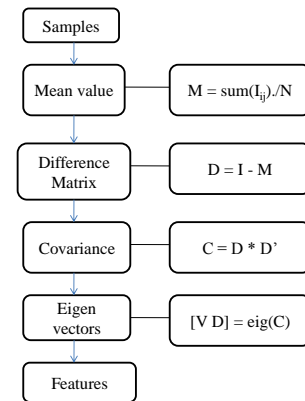 Samples
Mean value
M = sum(Iij)./N
Difference
Matrix
D = I - M
Covariance
C = D * D’
Eigen
vectors
[V D] = eig(C)
Features